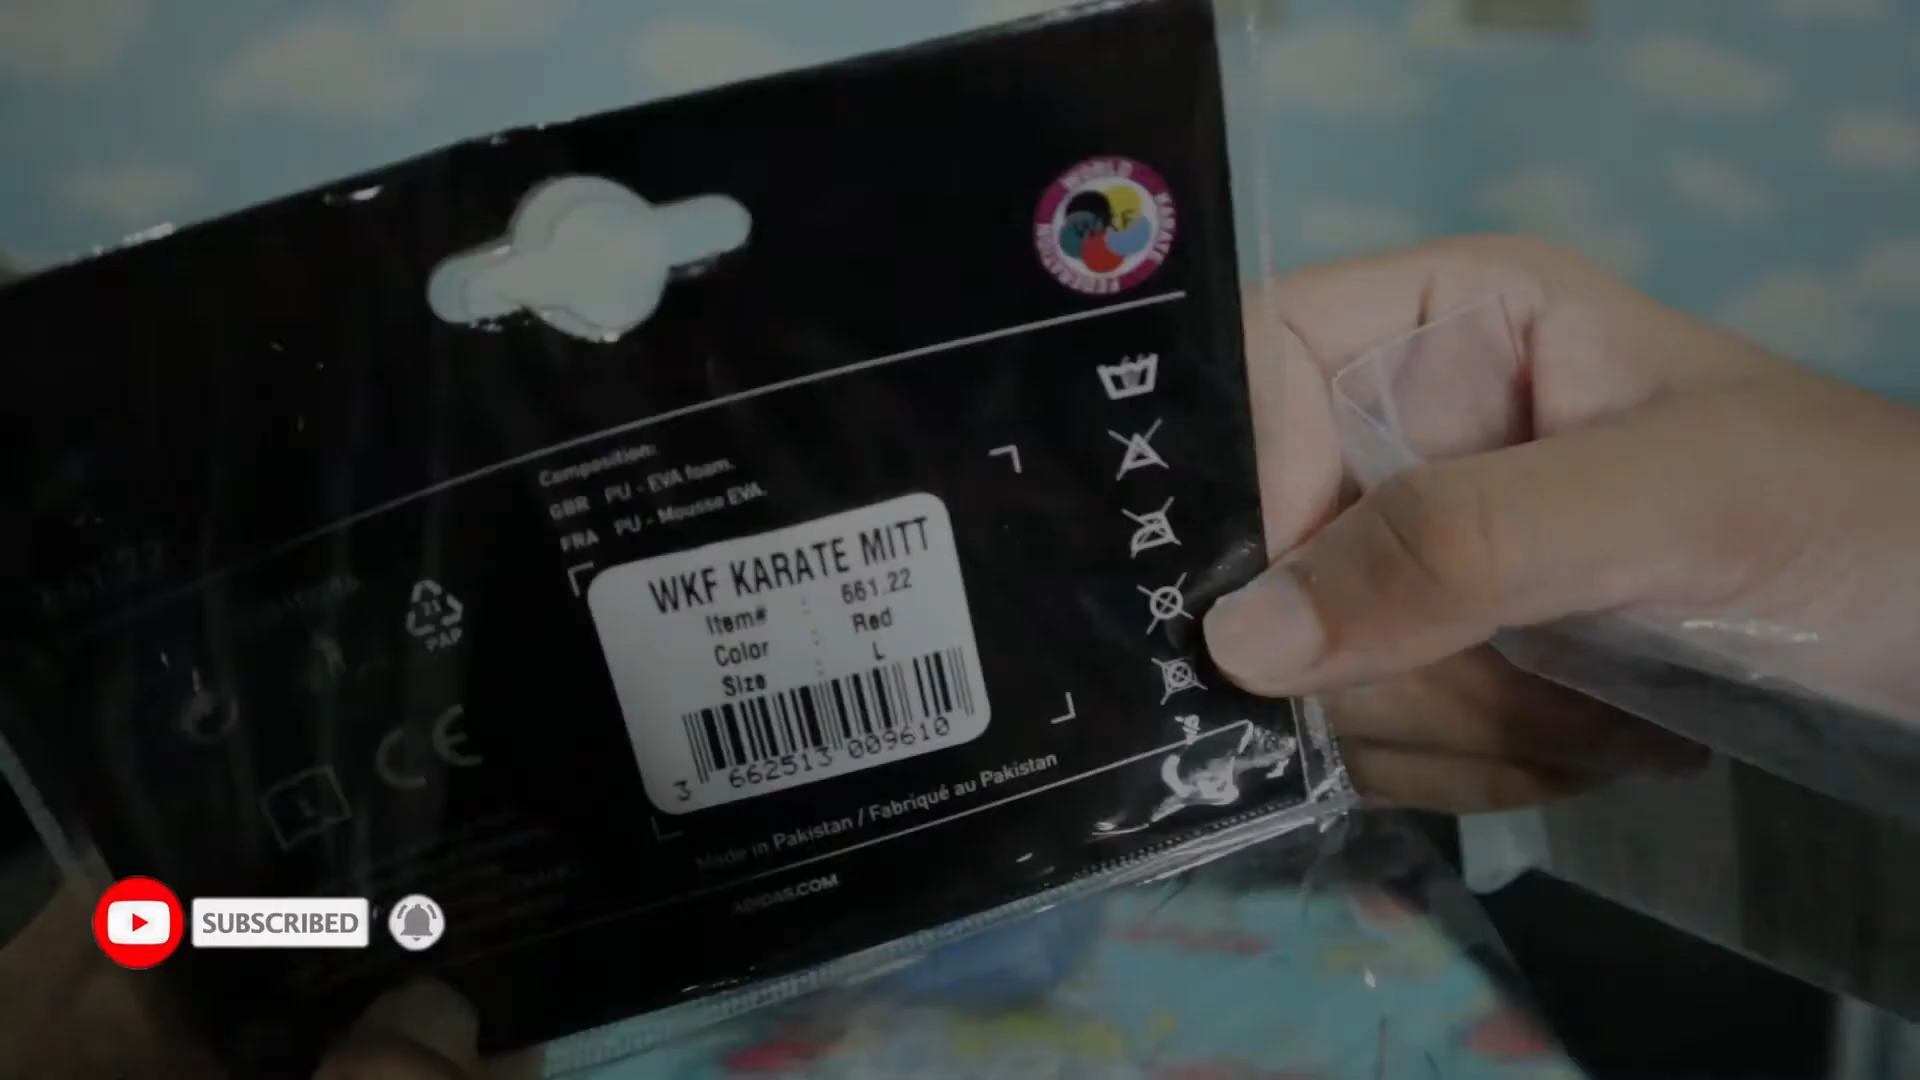 WORLD KARATE FEDERATION
WKF
Composition:
GBR PU - EVA foam.
FRA PU - Mousse EVA.
WKF KARATE MITT
Item# : 661.22
Color : Red
Size : L
3 662513 009610
21
PAP
CE
Made in Pakistan / Fabriqué au Pakistan
ADIDAS.COM
SUBSCRIBED